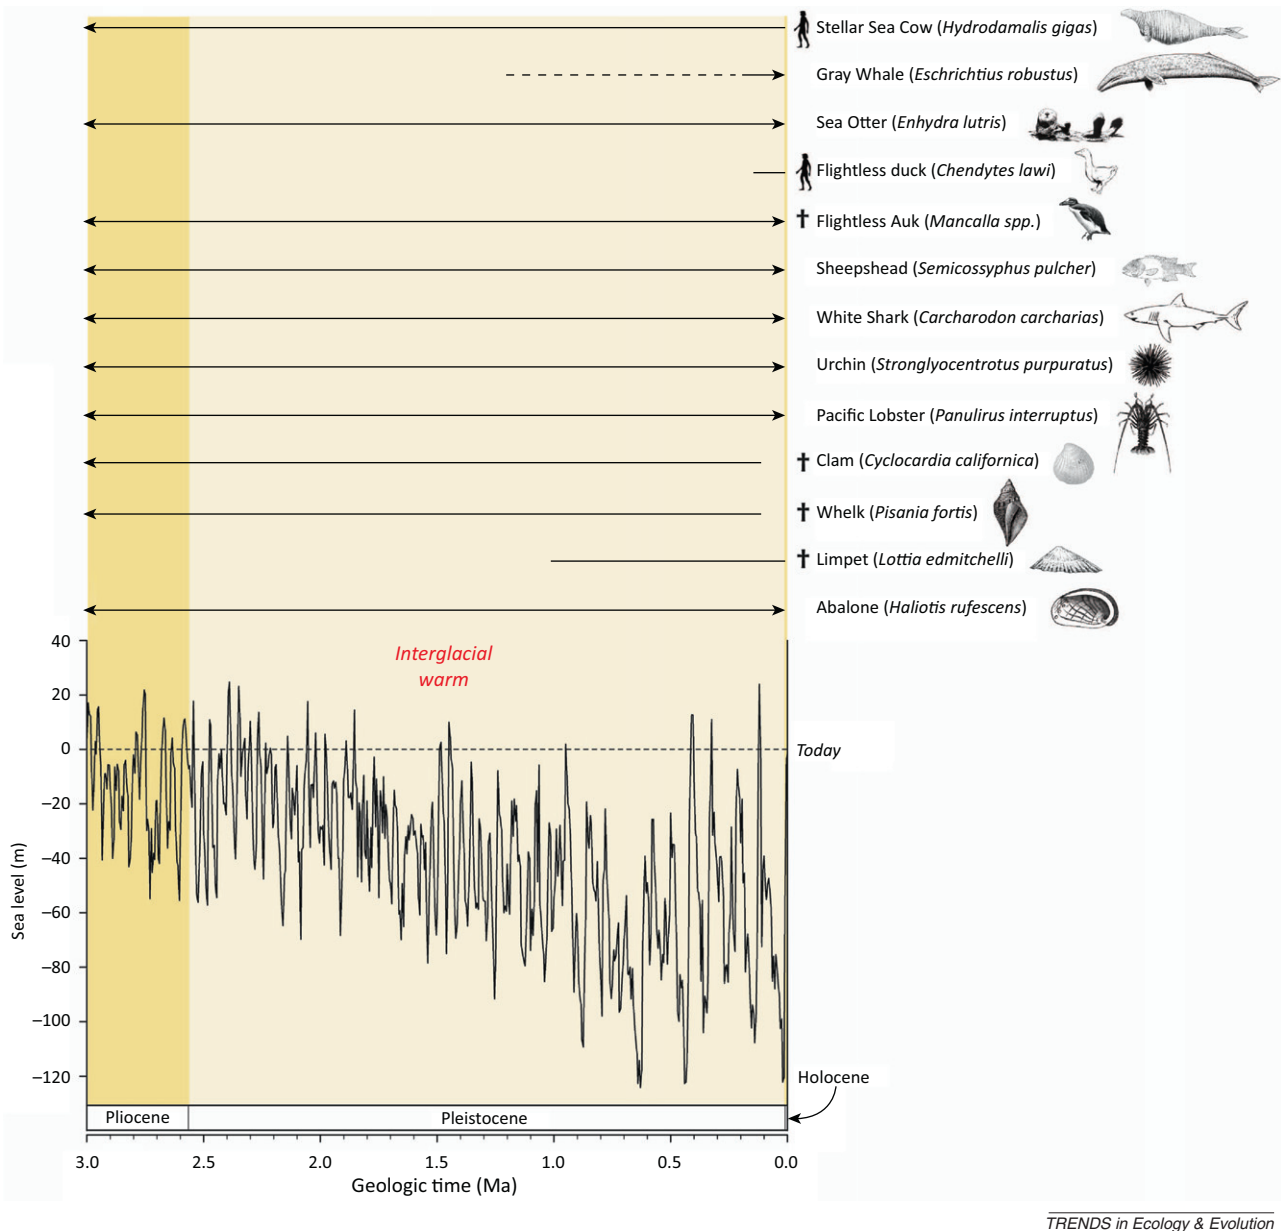 Stellar Sea Cow (Hydrodamalis gigas)
Gray Whale (Eschrichtius robustus)
Sea Otter (Enhydra lutris)
Flightless duck (Chendytes lawi)
† Flightless Auk (Mancalla spp.)
Sheepshead (Semicossyphus pulcher)
White Shark (Carcharodon carcharias)
Urchin (Stronglyocentrotus purpuratus)
Pacific Lobster (Panulirus interruptus)
† Clam (Cyclocardia californica)
† Whelk (Pisania fortis)
† Limpet (Lottia edmitchelli)
Abalone (Haliotis rufescens)
Interglacial
warm
40
20
0
−20
−40
−60
−80
−100
−120
Sea level (m)
Today
Holocene
Pliocene
Pleistocene
3.0
2.5
2.0
1.5
1.0
0.5
0.0
Geologic time (Ma)
TRENDS in Ecology & Evolution